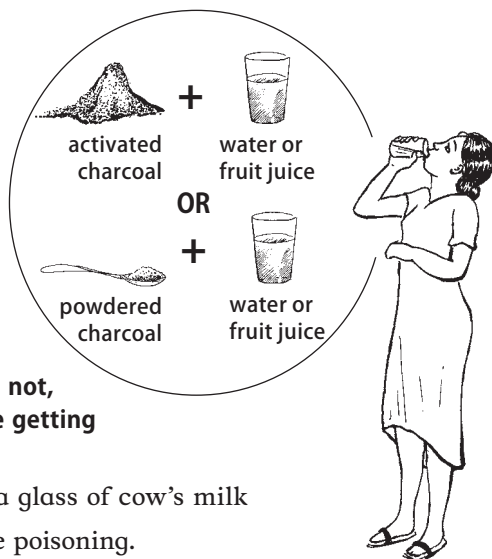 +
activated water or
charcoal fruit juice
OR
+
powdered water or
charcoal fruit juice
not,
getting
a glass of cow's milk
poisoning.